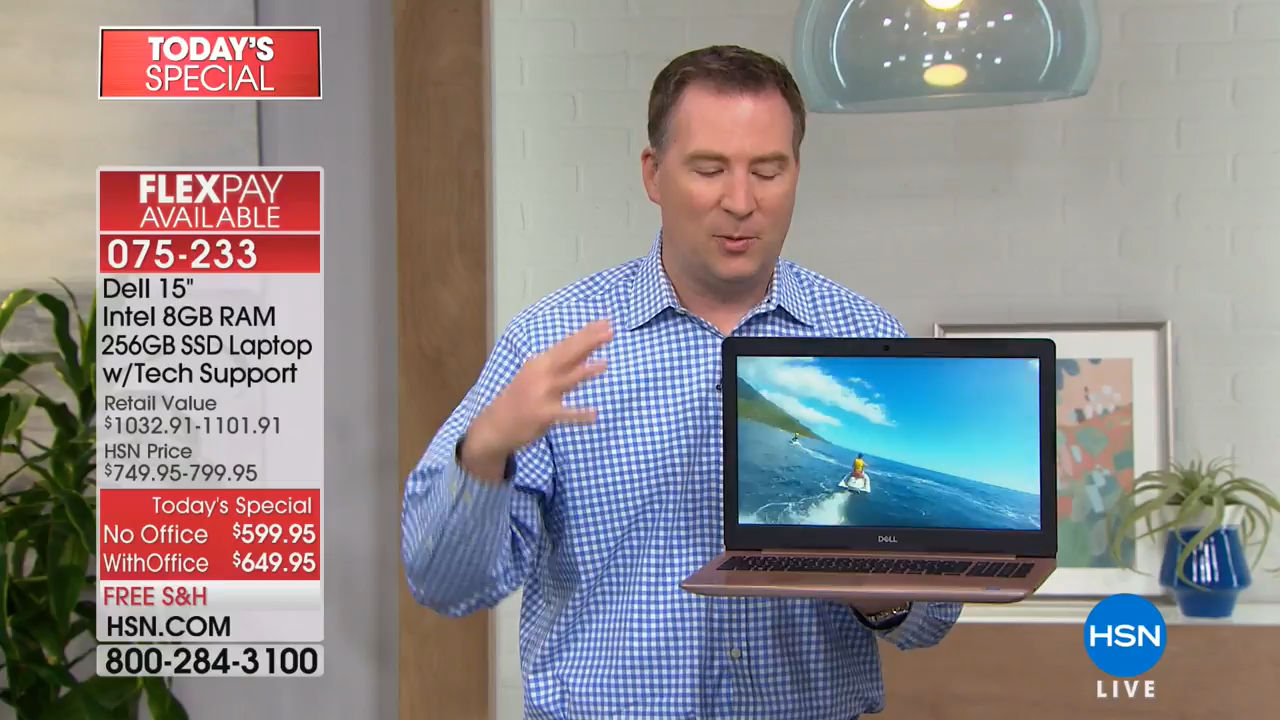 TODAY'S
SPECIAL
FLEXPAY
AVAILABLE
075-233
Dell 15"
Intel 8GB RAM
256GB SSD Laptop
w/Tech Support
Retail Value
$1032.91-1101.91
HSN Price
$749.95-799.95
Today's Special
No Office $599.95
WithOffice $649.95
FREE S&H
HSN.COM
800-284-3100
DELL
HSN
LIVE